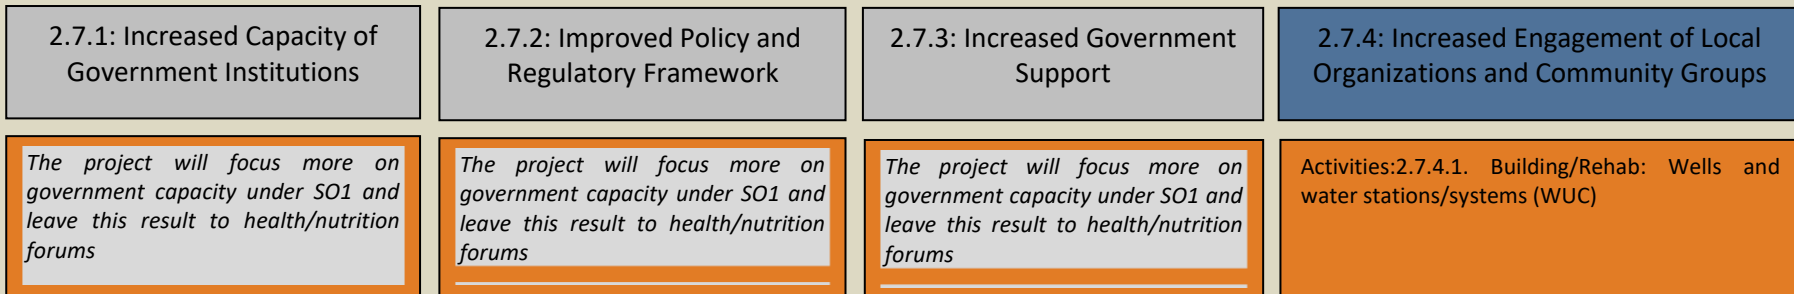 2.7.1: Increased Capacity of
Government Institutions
2.7.2: Improved Policy and
Regulatory Framework
2.7.3: Increased Government
Support
2.7.4: Increased Engagement of Local
Organizations and Community Groups
The project will focus more on
government capacity under SO1 and
leave this result to health/nutrition
forums
The project will focus more on
government capacity under SO1 and
leave this result to health/nutrition
forums
The project will focus more on
government capacity under SO1 and
leave this result to health/nutrition
forums
Activities:2.7.4.1. Building/Rehab: Wells and
water stations/systems (WUC)